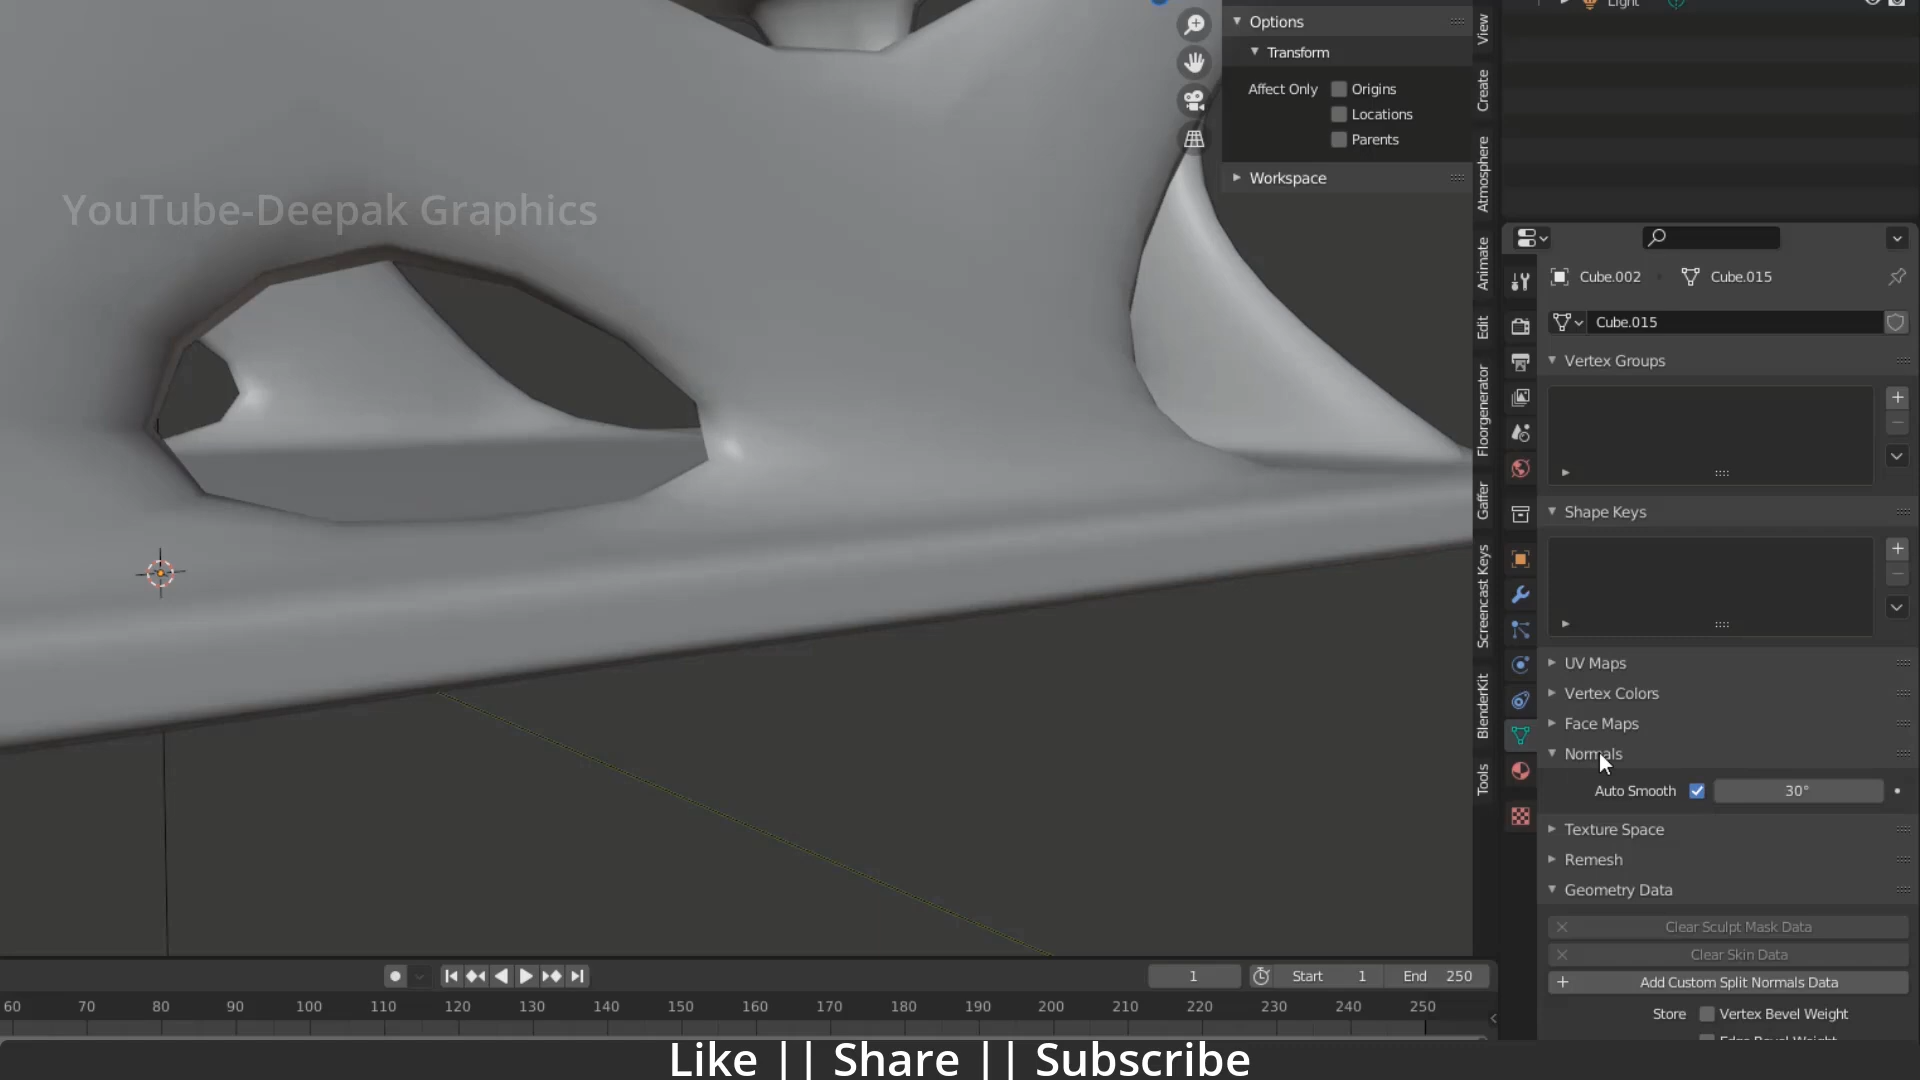 Light
Options
Transform
Affect Only Origins
Locations
Parents
Workspace
View
Create
Atmosphere
Animate
Edit
Floorgenerator
Gaffer
Screencast Keys
BlenderKit
Tools
YouTube-Deepak Graphics
Cube.002 Cube.015
Cube.015
Vertex Groups
Shape Keys
UV Maps
Vertex Colors
Face Maps
Normals
Auto Smooth 30°
Texture Space
Remesh
Geometry Data
Clear Sculpt Mask Data
Clear Skin Data
Add Custom Split Normals Data
Store Vertex Bevel Weight
Edge Bevel Weight
1 Start 1 End 250
60 70 80 90 100 110 120 130 140 150 160 170 180 190 200 210 220 230 240 250
Like || Share || Subscribe